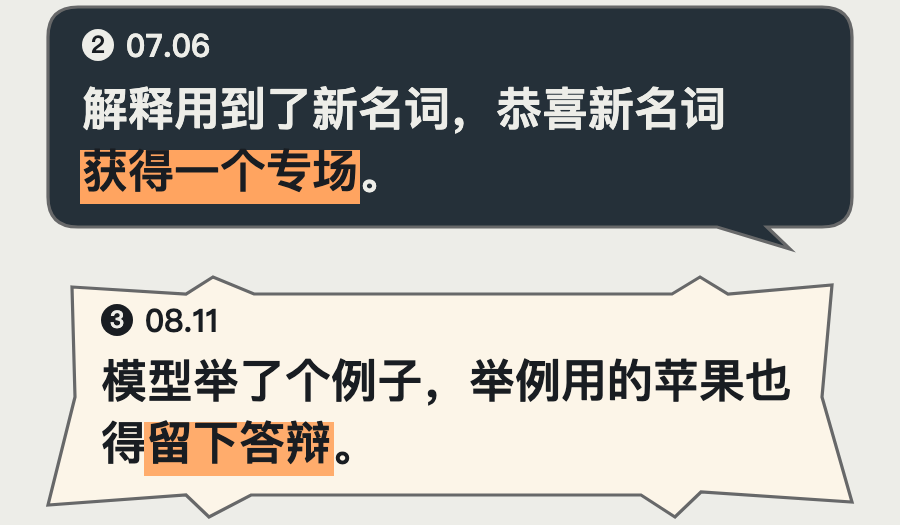 2 07.06
解释用到了新名词，恭喜新名词
获得一个专场。
3 08.11
模型举了个例子，举例用的苹果也
得留下答辩。